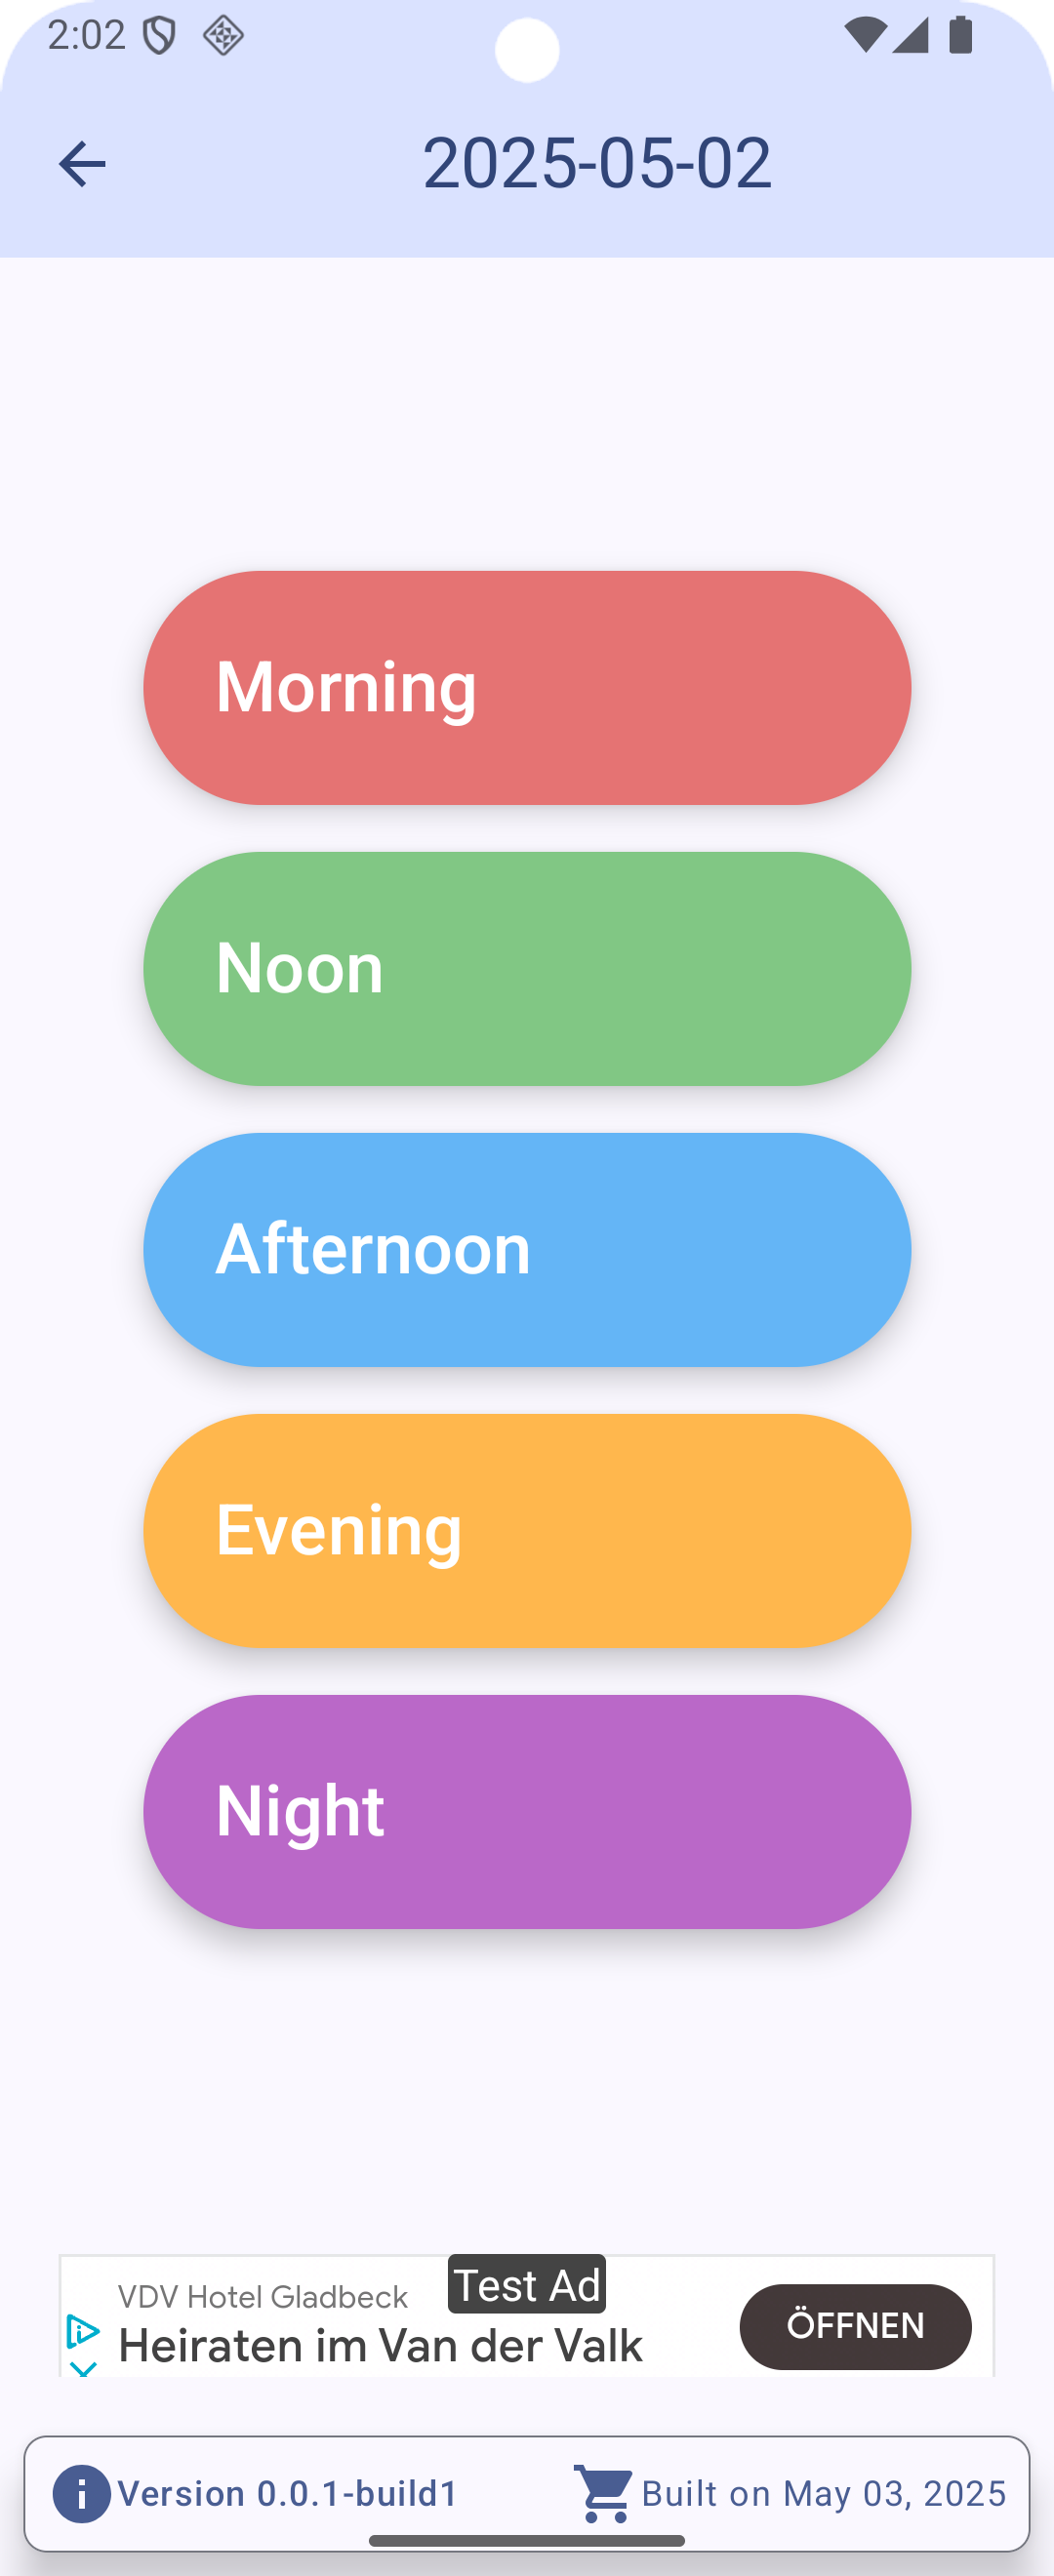 2:02
2025-05-02
Morning
Noon
Afternoon
Evening
Night
Test Ad
VDV Hotel Gladbeck
Heiraten im Van der Valk
ÖFFNEN
Version 0.0.1-build1
Built on May 03, 2025